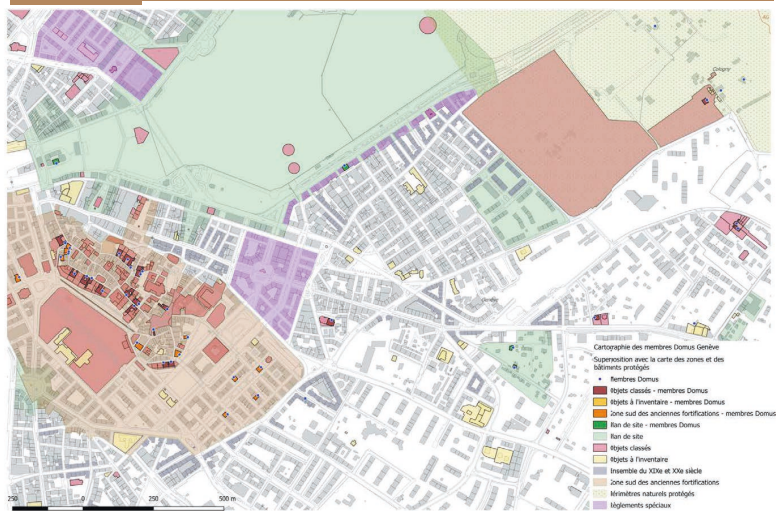 AG
Cologny
Genève
Cartographie des membres Domus Genève
Superposition avec la carte des zones et des
bâtiments protégés
Membres Domus
Objets classés - membres Domus
Objets à l'inventaire - membres Domus
Zone sud des anciennes fortifications - membres Domus
Plan de site - membres Domus
Plan de site
Objets classés
Objets à l'inventaire
Ensemble du XIXe et XXe siècle
Zone sud des anciennes fortifications
Périmètres naturels protégés
Règlements spéciaux
250 0 250 500 m